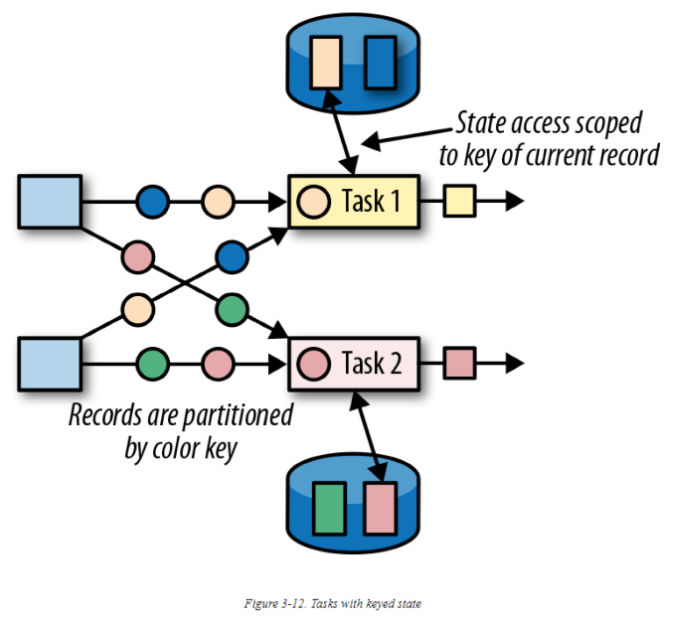 State access scoped
to key of current record
Task 1
Task 2
Records are partitioned
by color key
Figure 3-12. Tasks with keyed state